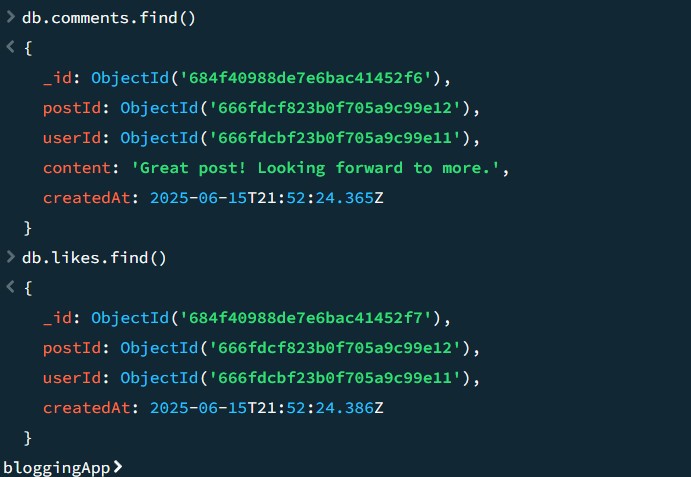 > db.comments.find()
< {
_id: ObjectId('684f40988de7e6bac41452f6'),
postId: ObjectId('666fdcf823b0f705a9c99e12'),
userId: ObjectId('666fdcbf23b0f705a9c99e11'),
content: 'Great post! Looking forward to more.',
createdAt: 2025-06-15T21:52:24.365Z
}
> db.likes.find()
< {
_id: ObjectId('684f40988de7e6bac41452f7'),
postId: ObjectId('666fdcf823b0f705a9c99e12'),
userId: ObjectId('666fdcbf23b0f705a9c99e11'),
createdAt: 2025-06-15T21:52:24.386Z
}
bloggingApp>